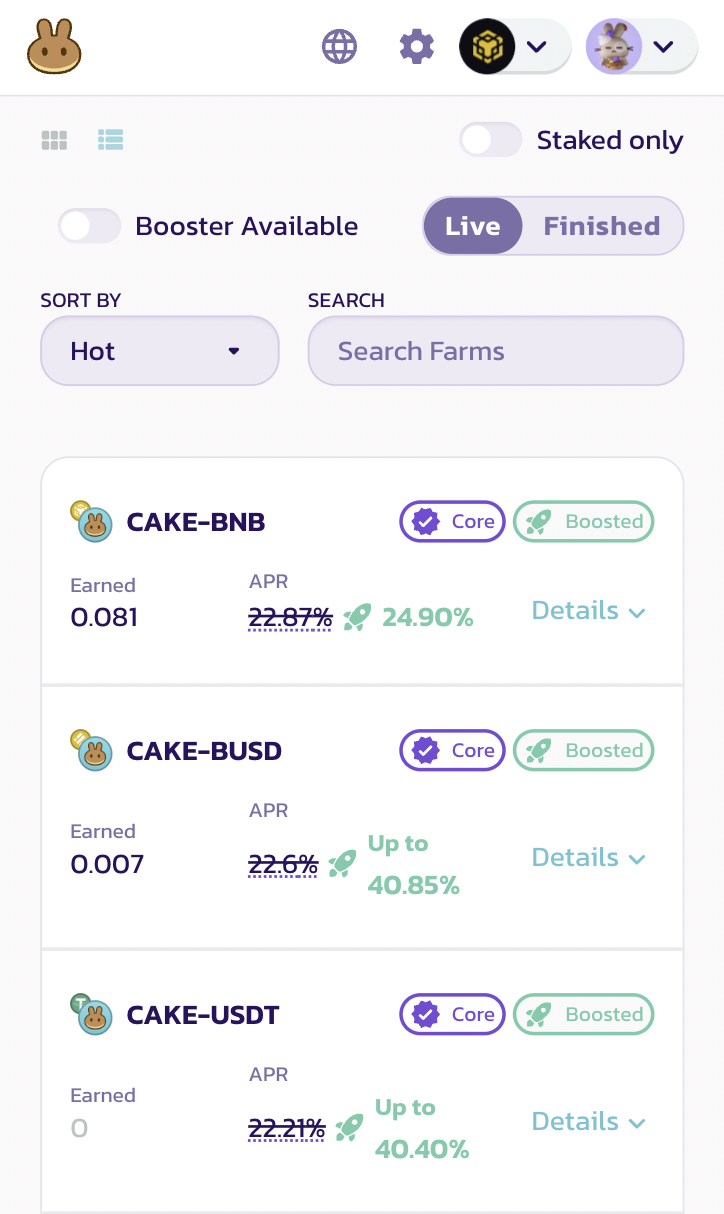 Staked only
Booster Available
Live Finished
SORT BY SEARCH
Hot Search Farms
CAKE-BNB Core Boosted
Earned APR
0.081 22.87% 24.90% Details
CAKE-BUSD Core Boosted
APR
Earned Up to
0.007 22.6% 40.85% Details
CAKE-USDT Core Boosted
APR
Earned Up to
0 22.21% 40.40% Details